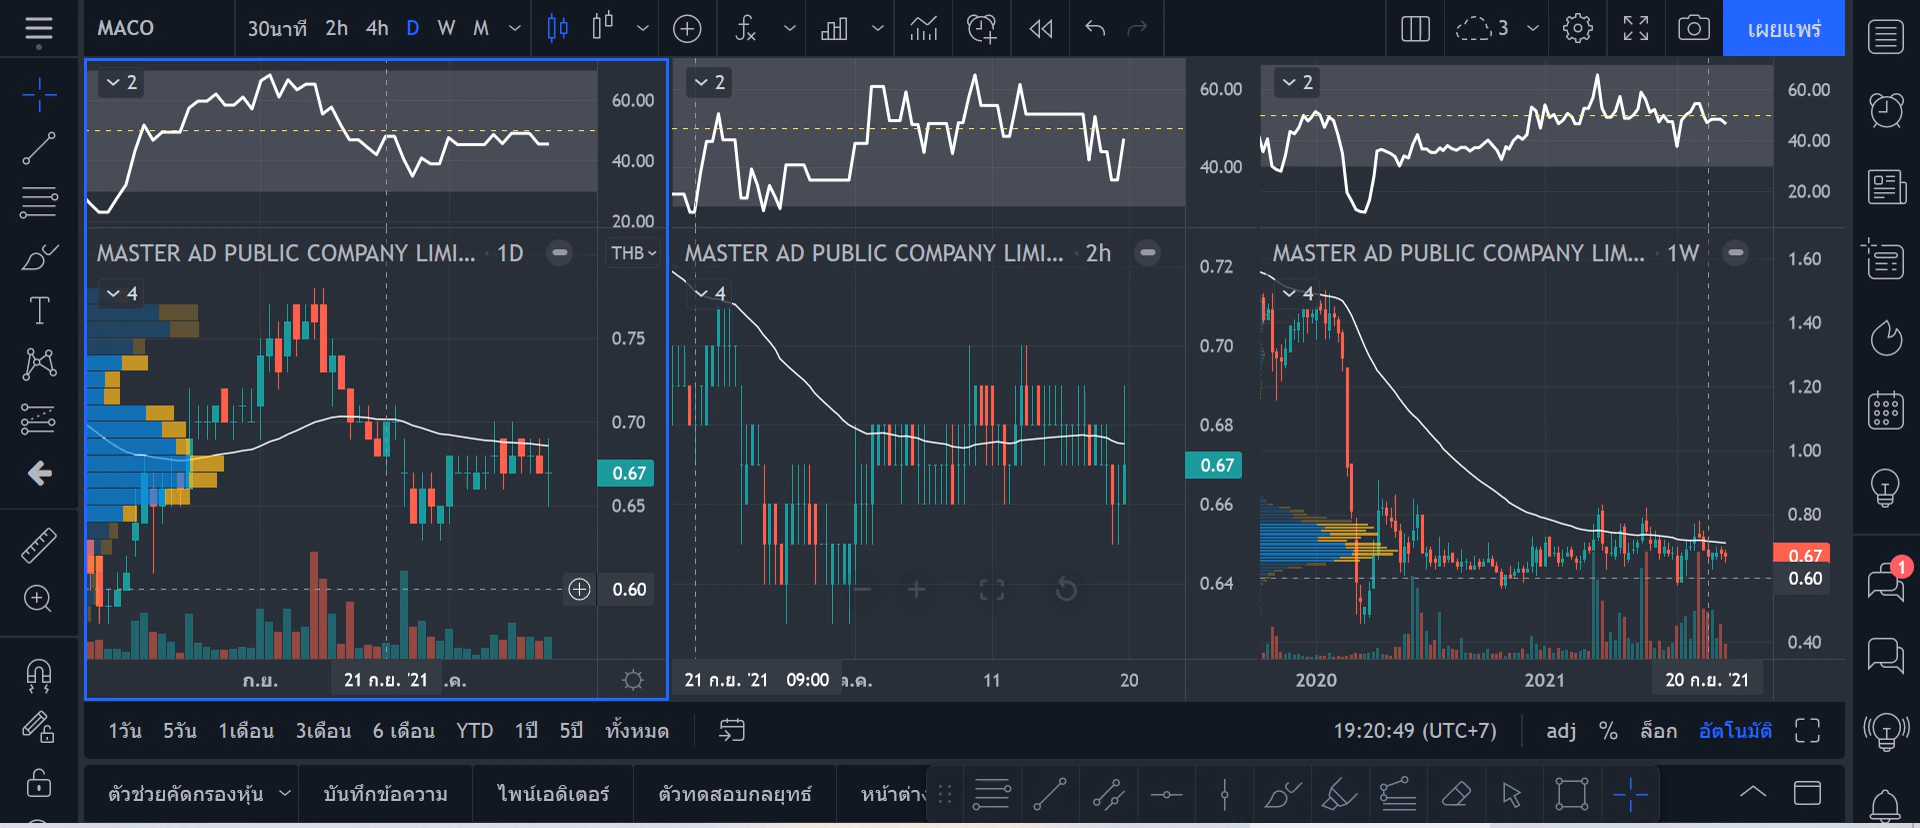 MACO
30นาที 2h 4h D W M
3
เผยแพร่
2
60.00
40.00
20.00
MASTER AD PUBLIC COMPANY LIMI... · 1D
THB
4
0.75
0.70
0.67
0.65
0.60
ก.ย.
21 ก.ย. '21
.ค.
2
60.00
40.00
MASTER AD PUBLIC COMPANY LIMI... · 2h
4
0.72
0.70
0.68
0.67
0.66
0.64
21 ก.ย. '21 09:00
ต.ค.
11
20
2
60.00
40.00
20.00
MASTER AD PUBLIC COMPANY LIM... · 1W
4
1.60
1.40
1.20
1.00
0.80
0.67
0.60
0.40
2020
2021
20 ก.ย. '21
1
1วัน 5วัน 1เดือน 3เดือน 6 เดือน YTD 1ปี 5ปี ทั้งหมด
19:20:49 (UTC+7)
adj % ล็อก อัตโนมัติ
ตัวช่วยคัดกรองหุ้น
บันทึกข้อความ
ไพน์เอดิเตอร์
ตัวทดสอบกลยุทธ์
หน้าต่าง